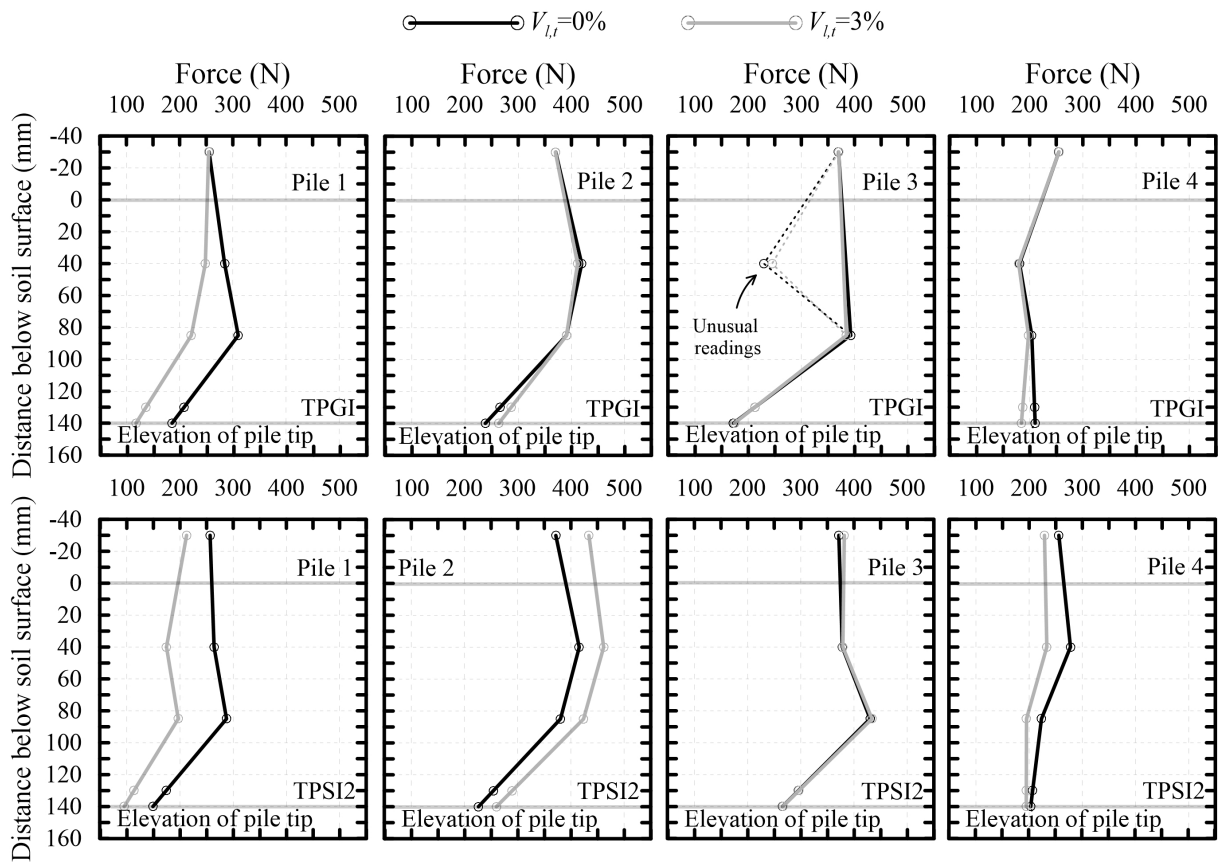 V_{l,t}=0% V_{l,t}=3%
Force (N) Force (N) Force (N) Force (N)
100 200 300 400 500 100 200 300 400 500 100 200 300 400 500 100 200 300 400 500
Distance below soil surface (mm)
-40
-20
0
20
40
60
80
100
120
140
160
Pile 1
TPGI
Elevation of pile tip
Pile 2
TPGI
Elevation of pile tip
Pile 3
Unusual
readings
TPGI
Elevation of pile tip
Pile 4
TPGI
Elevation of pile tip
100 200 300 400 500 100 200 300 400 500 100 200 300 400 500 100 200 300 400 500
Distance below soil surface (mm)
-40
-20
0
20
40
60
80
100
120
140
160
Pile 1
TPSI2
Elevation of pile tip
Pile 2
TPSI2
Elevation of pile tip
Pile 3
TPSI2
Elevation of pile tip
Pile 4
TPSI2
Elevation of pile tip